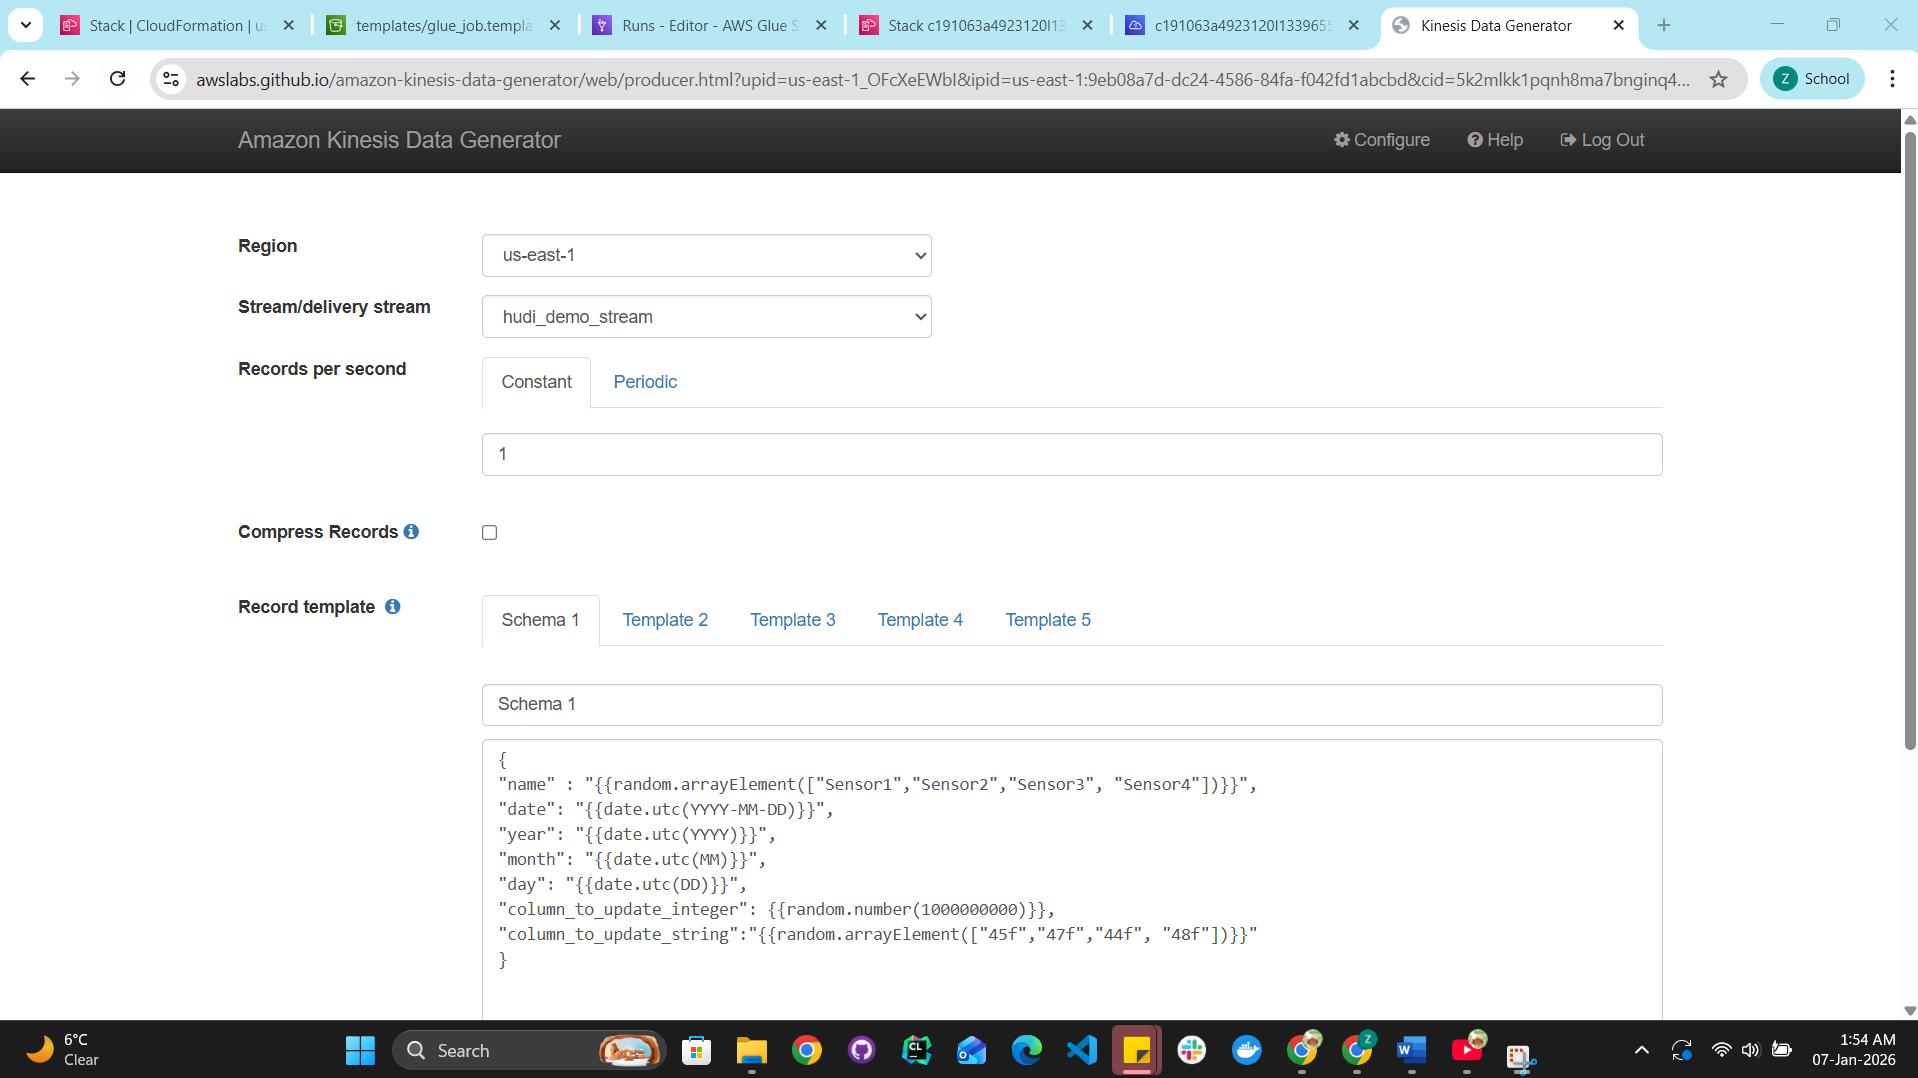 Stack | CloudFormation | us
templates/glue_job.templa
Runs - Editor - AWS Glue S
Stack c191063a4923120l13
c191063a4923120l1339655
Kinesis Data Generator
awslabs.github.io/amazon-kinesis-data-generator/web/producer.html?upid=us-east-1_OFcXeEWbI&ipid=us-east-1:9eb08a7d-dc24-4586-84fa-f042fd1abcbd&cid=5k2mlkk1pqnh8ma7bnginq4...
Z School
Amazon Kinesis Data Generator
Configure
Help
Log Out
Region
us-east-1
Stream/delivery stream
hudi_demo_stream
Records per second
Constant
Periodic
1
Compress Records
Record template
Schema 1
Template 2
Template 3
Template 4
Template 5
Schema 1
{
"name" : "{{random.arrayElement(["Sensor1","Sensor2","Sensor3", "Sensor4"])}}",
"date": "{{date.utc(YYYY-MM-DD)}}",
"year": "{{date.utc(YYYY)}}",
"month": "{{date.utc(MM)}}",
"day": "{{date.utc(DD)}}",
"column_to_update_integer": {{random.number(1000000000)}},
"column_to_update_string":"{{random.arrayElement(["45f","47f","44f", "48f"])}}"
}
6°C
Clear
Search
1:54 AM
07-Jan-2026